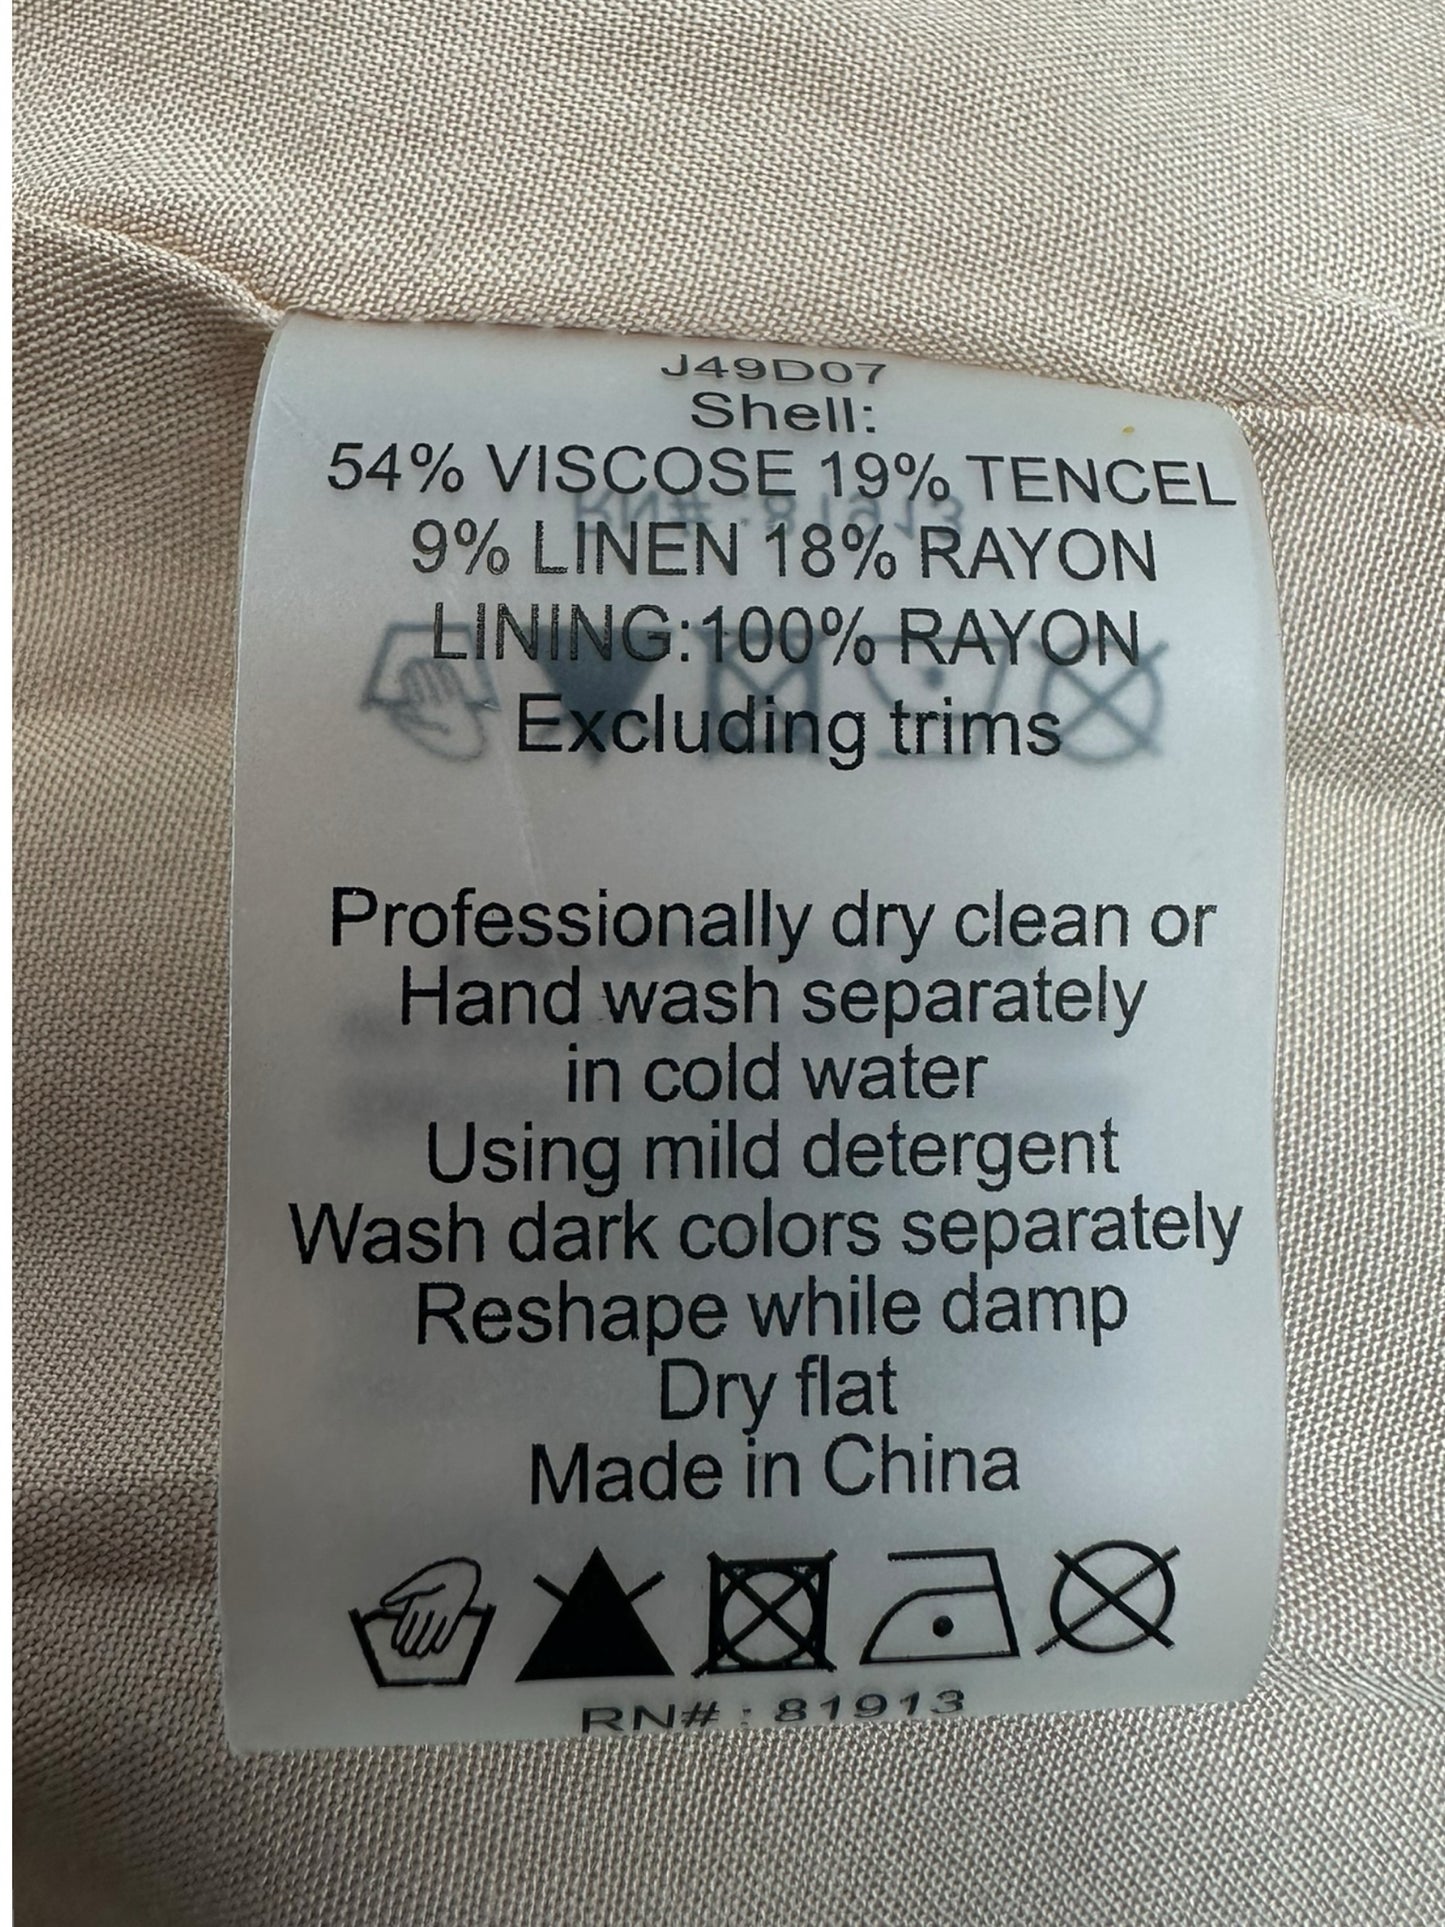 J49D07
Shell:
54% VISCOSE 19% TENCEL
9% LINEN 18% RAYON
LINING:100% RAYON
Excluding trims
Professionally dry clean or
Hand wash separately
in cold water
Using mild detergent
Wash dark colors separately
Reshape while damp
Dry flat
Made in China
RN# : 81913